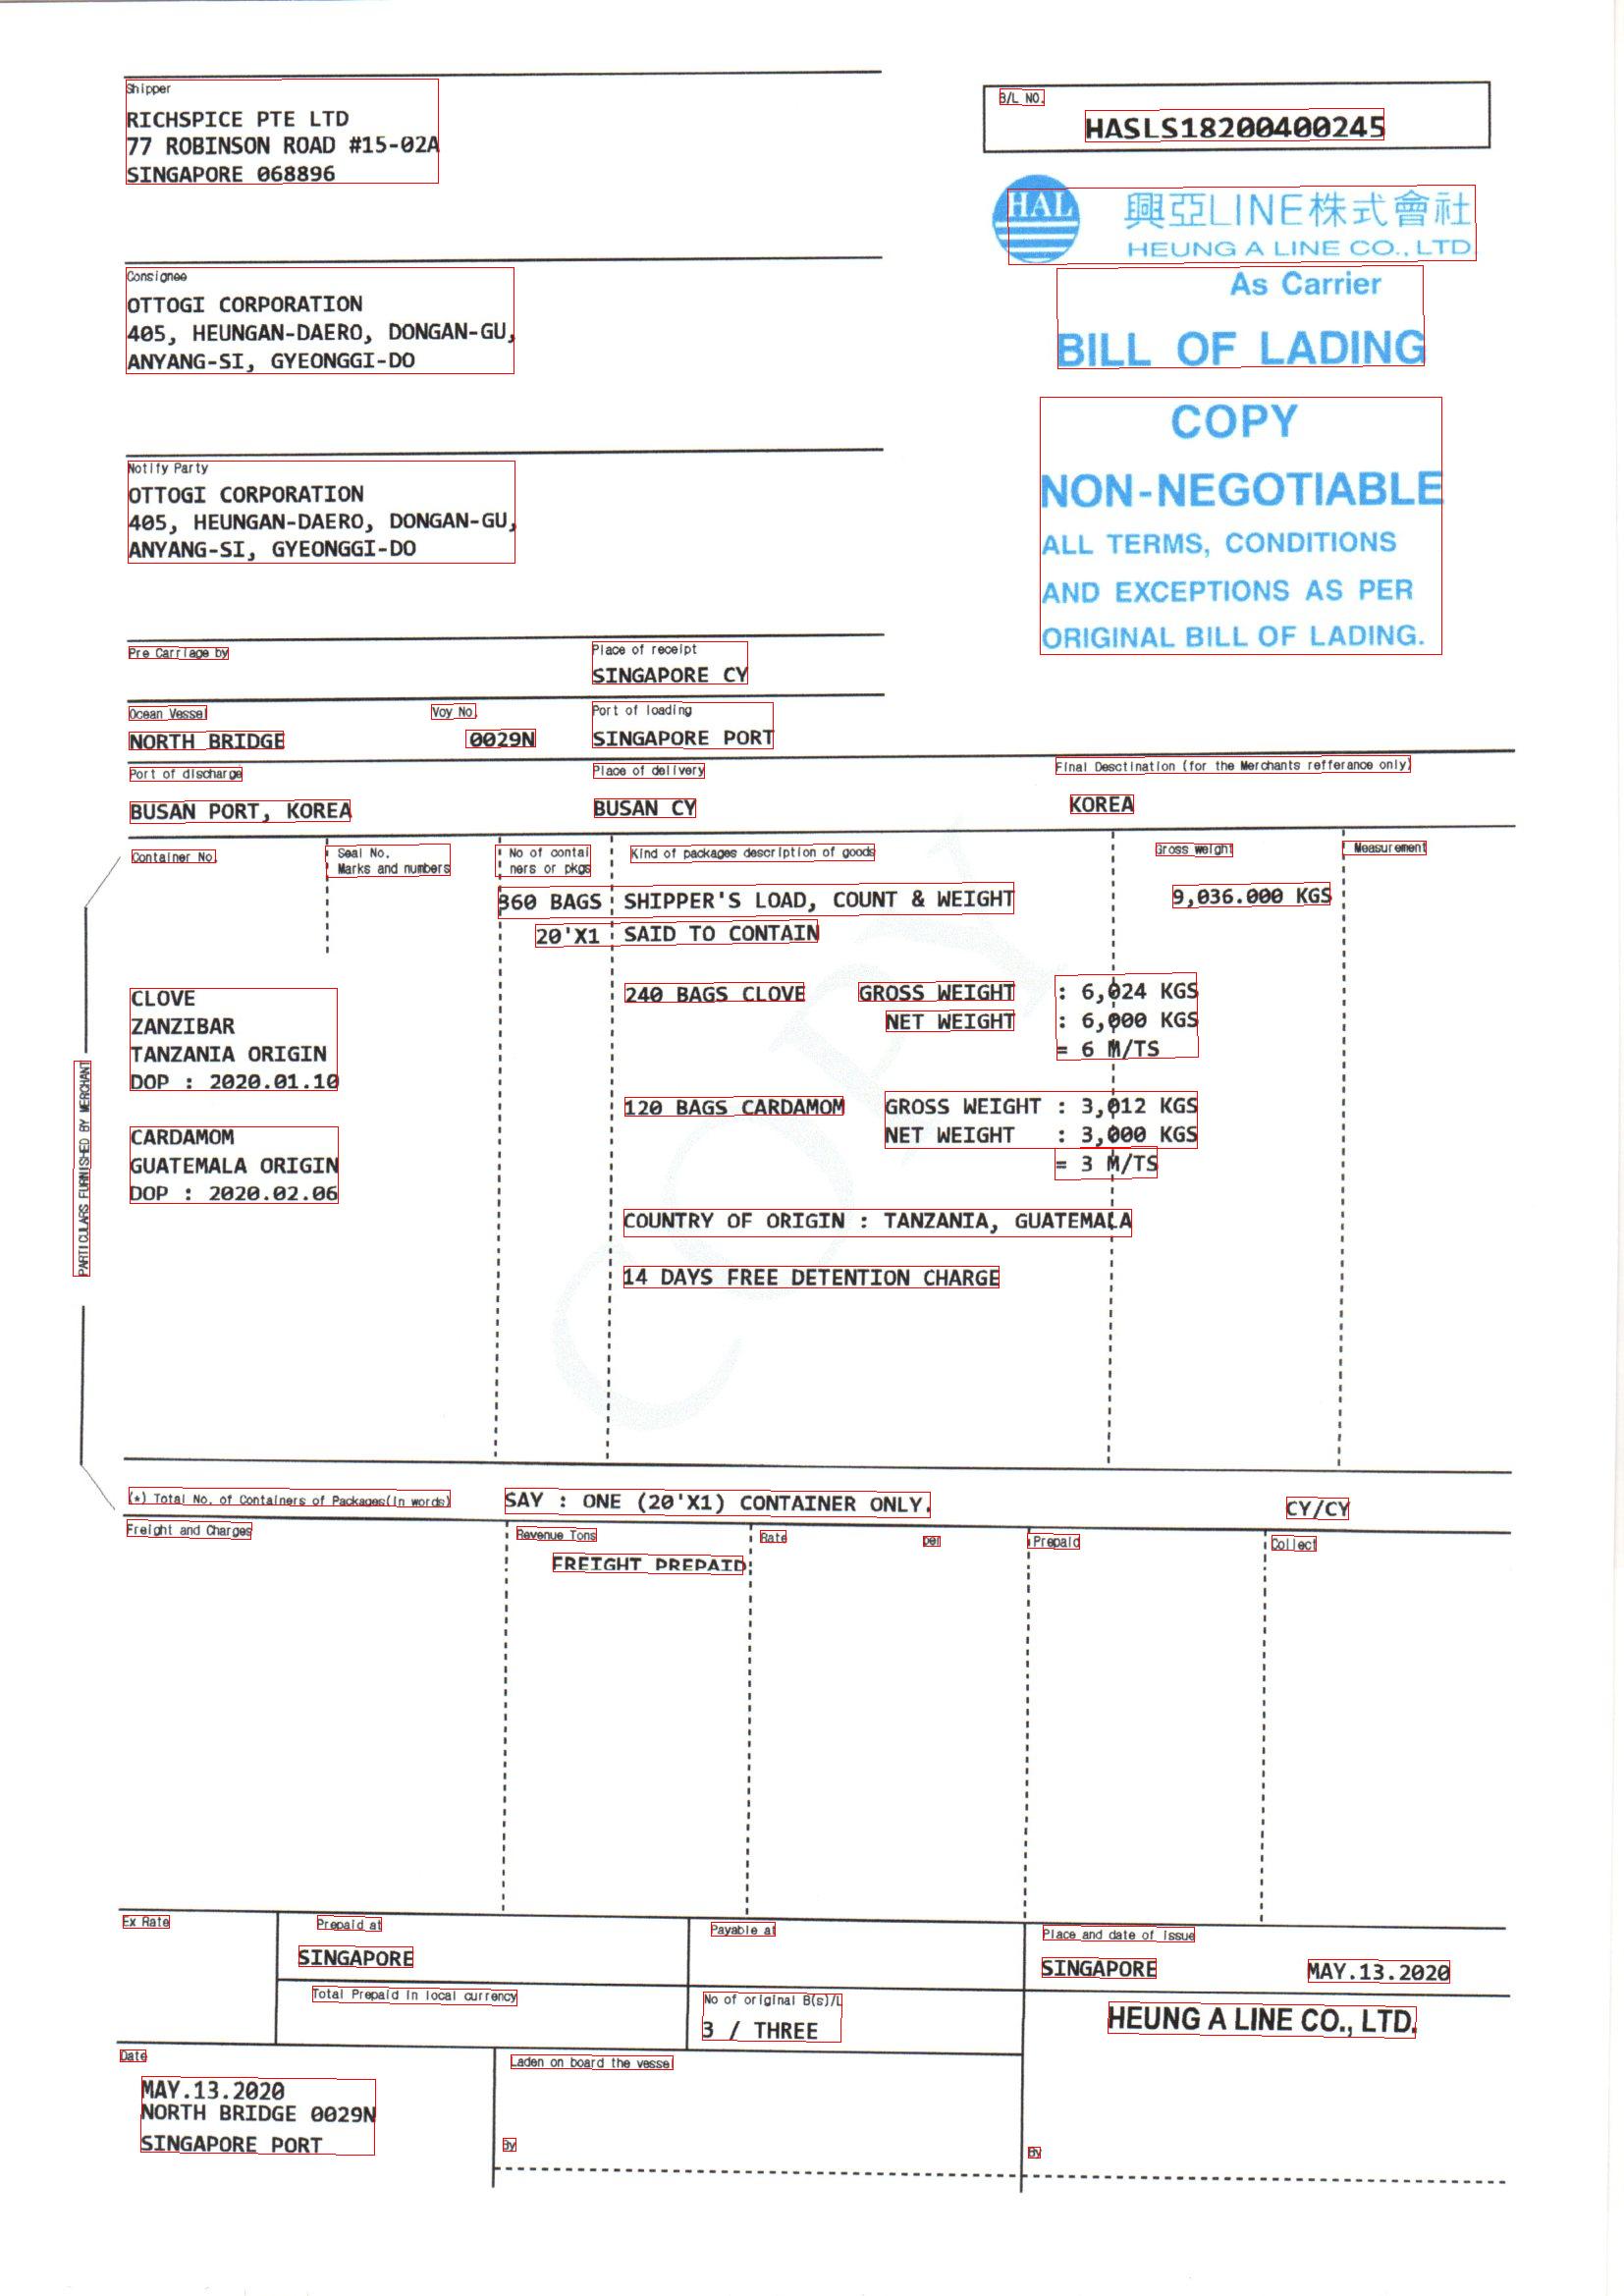 Shipper
RICHSPICE PTE LTD
77 ROBINSON ROAD #15-02A
SINGAPORE 068896
B/L NO.
HASLS18200400245
HAL
興亞LINE株式會社
HEUNG A LINE CO., LTD
As Carrier
BILL OF LADING
Consignee
OTTOGI CORPORATION
405, HEUNGAN-DAERO, DONGAN-GU,
ANYANG-SI, GYEONGGI-DO
COPY
NON-NEGOTIABLE
ALL TERMS, CONDITIONS
AND EXCEPTIONS AS PER
ORIGINAL BILL OF LADING.
Notify Party
OTTOGI CORPORATION
405, HEUNGAN-DAERO, DONGAN-GU,
ANYANG-SI, GYEONGGI-DO
Pre Carriage by
Place of receipt
SINGAPORE CY
Ocean Vessel Voy No. Port of loading
NORTH BRIDGE 0029N SINGAPORE PORT
Port of discharge Place of delivery Final Desctination (for the Merchants refferance only)
BUSAN PORT, KOREA BUSAN CY KOREA
Container No. Seal No. No of contai Kind of packages description of goods Gross weight Measurement
Marks and numbers ners or pkgs
360 BAGS SHIPPER'S LOAD, COUNT & WEIGHT 9,036.000 KGS
20'X1 SAID TO CONTAIN
CLOVE 240 BAGS CLOVE GROSS WEIGHT : 6,024 KGS
ZANZIBAR NET WEIGHT : 6,000 KGS
TANZANIA ORIGIN = 6 M/TS
DOP : 2020.01.10
120 BAGS CARDAMOM GROSS WEIGHT : 3,012 KGS
CARDAMOM NET WEIGHT : 3,000 KGS
GUATEMALA ORIGIN = 3 M/TS
DOP : 2020.02.06
COUNTRY OF ORIGIN : TANZANIA, GUATEMALA
14 DAYS FREE DETENTION CHARGE
PARTICULARS FURNISHED BY MERCHANT
COPY
(*) Total No. of Containers of Packages(in words) SAY : ONE (20'X1) CONTAINER ONLY. CY/CY
Freight and Charges Revenue Tons Rate per Prepaid Collect
FREIGHT PREPAID
Ex Rate Prepaid at Payable at Place and date of issue
SINGAPORE SINGAPORE MAY.13.2020
Total Prepaid in local currency No of original B(s)/L
3 / THREE
HEUNG A LINE CO., LTD.
Date Laden on board the vessel
MAY.13.2020
NORTH BRIDGE 0029N
SINGAPORE PORT
By By